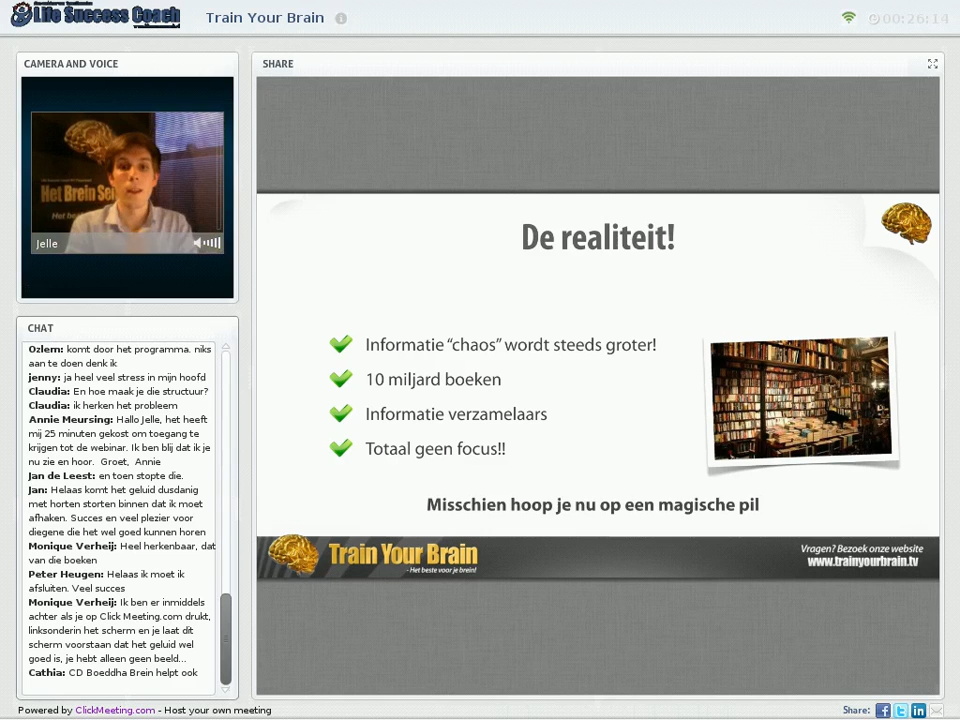 Life Success Coach
Train Your Brain
00:26:14
CAMERA AND VOICE
Het Brein Sem
Het beste
Jelle
CHAT
Ozlem: komt door het programma. niks
aan te doen denk ik
jenny: ja heel veel stress in mijn hoofd
Claudia: En hoe maak je die structuur?
Claudia: ik herken het probleem
Annie Meursing: Hallo Jelle, het heeft
mij 25 minuten gekost om toegang te
krijgen tot de webinar. Ik ben blij dat ik je
nu zie en hoor. Groet, Annie
Jan de Leest: en toen stopte die.
Jan: Helaas komt het geluid dusdanig
met horten storten binnen dat ik moet
afhaken. Succes en veel plezier voor
diegene die het wel goed kunnen horen
Monique Verheij: Heel herkenbaar, dat
van die boeken
Peter Heugen: Helaas ik moet ik
afsluiten. Veel succes
Monique Verheij: Ik ben er inmiddels
achter als je op Click Meeting.com drukt,
linksonderin het scherm en je laat dit
scherm voorstaan dat het geluid wel
goed is, je hebt alleen geen beeld...
Cathia: CD Boeddha Brein helpt ook
SHARE
De realiteit!
Informatie “chaos” wordt steeds groter!
10 miljard boeken
Informatie verzamelaars
Totaal geen focus!!
Misschien hoop je nu op een magische pil
Train Your Brain
- Het beste voor je brein!
Vragen? Bezoek onze website
www.trainyourbrain.tv
Powered by ClickMeeting.com - Host your own meeting
Share: